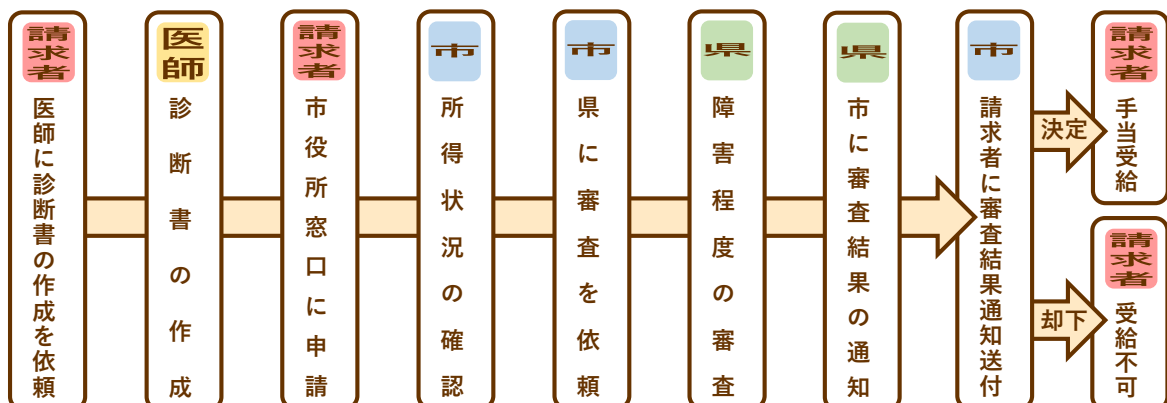 請求者
医師に診断書の作成を依頼
医師
診断書の作成
請求者
市役所窓口に申請
市
所得状況の確認
市
県に審査を依頼
県
障害程度の審査
県
市に審査結果の通知
市
請求者に審査結果通知送付
決定
請求者
手当受給
却下
請求者
受給不可